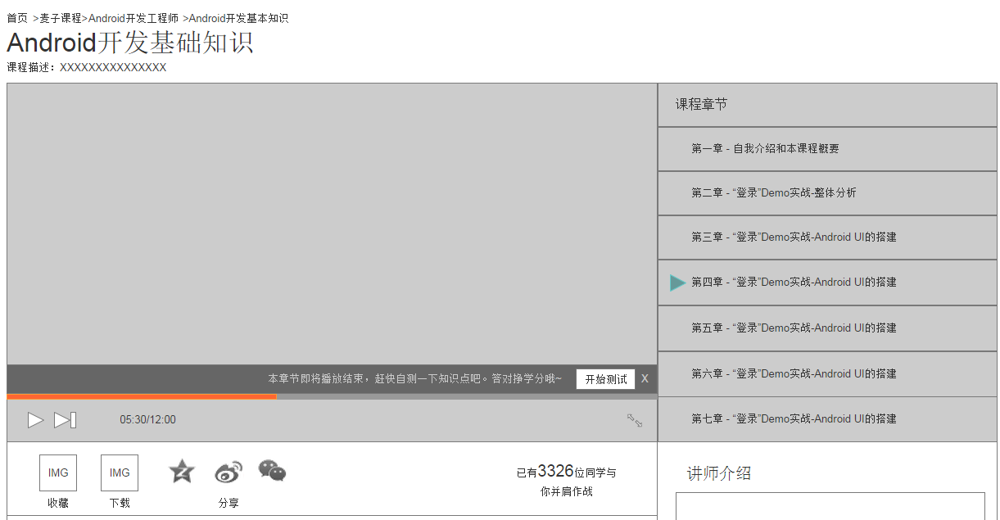 首页 >麦子课程>Android开发工程师 >Android开发基本知识
Android开发基础知识
课程描述：XXXXXXXXXXXXXXX
课程章节
第一章 - 自我介绍和本课程概要
第二章 - “登录”Demo实战-整体分析
第三章 - “登录”Demo实战-Android UI的搭建
第四章 - “登录”Demo实战-Android UI的搭建
第五章 - “登录”Demo实战-Android UI的搭建
第六章 - “登录”Demo实战-Android UI的搭建
第七章 - “登录”Demo实战-Android UI的搭建
本章节即将播放结束，赶快自测一下知识点吧。答对挣学分哦~ 开始测试 X
05:30/12:00
IMG IMG
收藏 下载 分享
已有3326位同学与
你并肩作战
讲师介绍